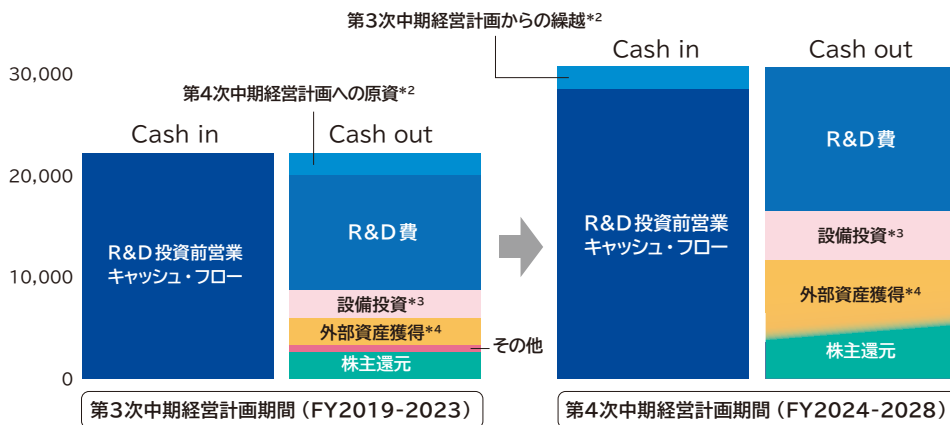 第3次中期経営計画からの繰越*2
Cash in
Cash out
30,000
第4次中期経営計画への原資*2
Cash in
Cash out
R&D費
20,000
R&D費
R&D投資前営業
キャッシュ・フロー
R&D投資前営業
キャッシュ・フロー
設備投資*3
10,000
外部資産獲得*4
設備投資*3
外部資産獲得*4
その他
株主還元
株主還元
0
第3次中期経営計画期間（FY2019-2023）
第4次中期経営計画期間（FY2024-2028）